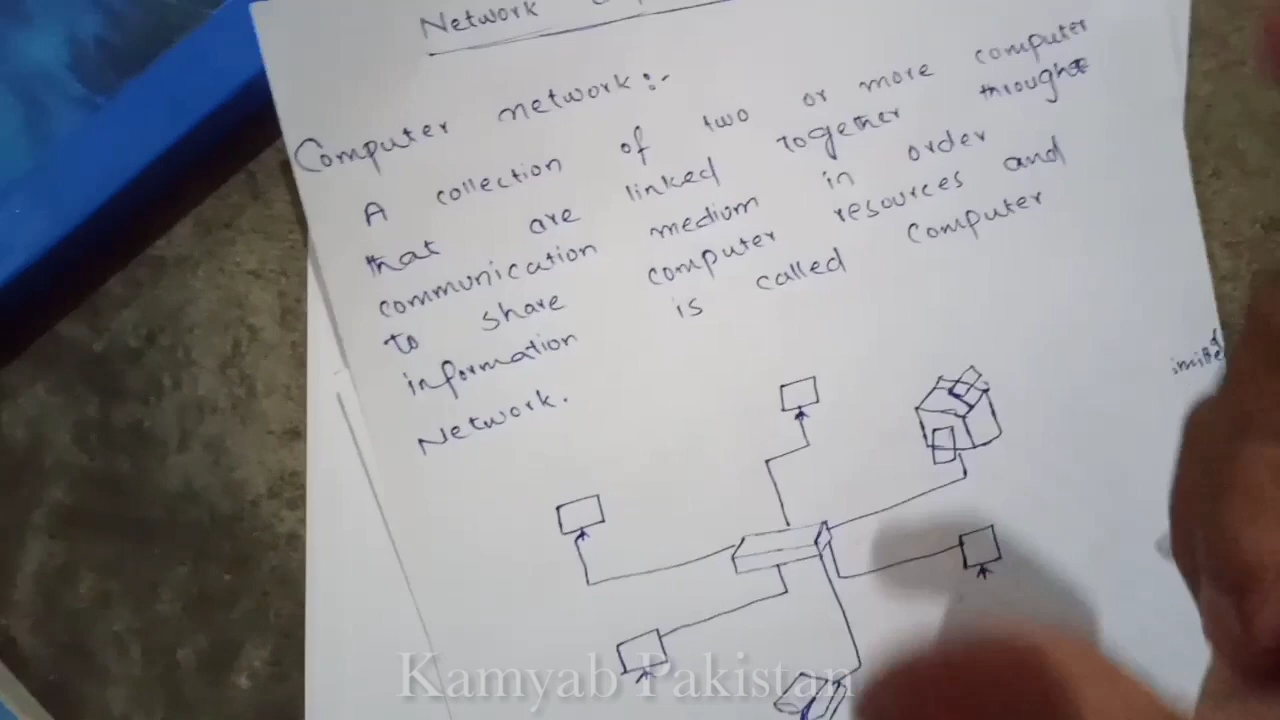 Network
Computer network:-
A collection of two or more computer
that are linked together through
communication medium in order
to share computer resources and
information is called computer
Network.
Kamyab Pakistan